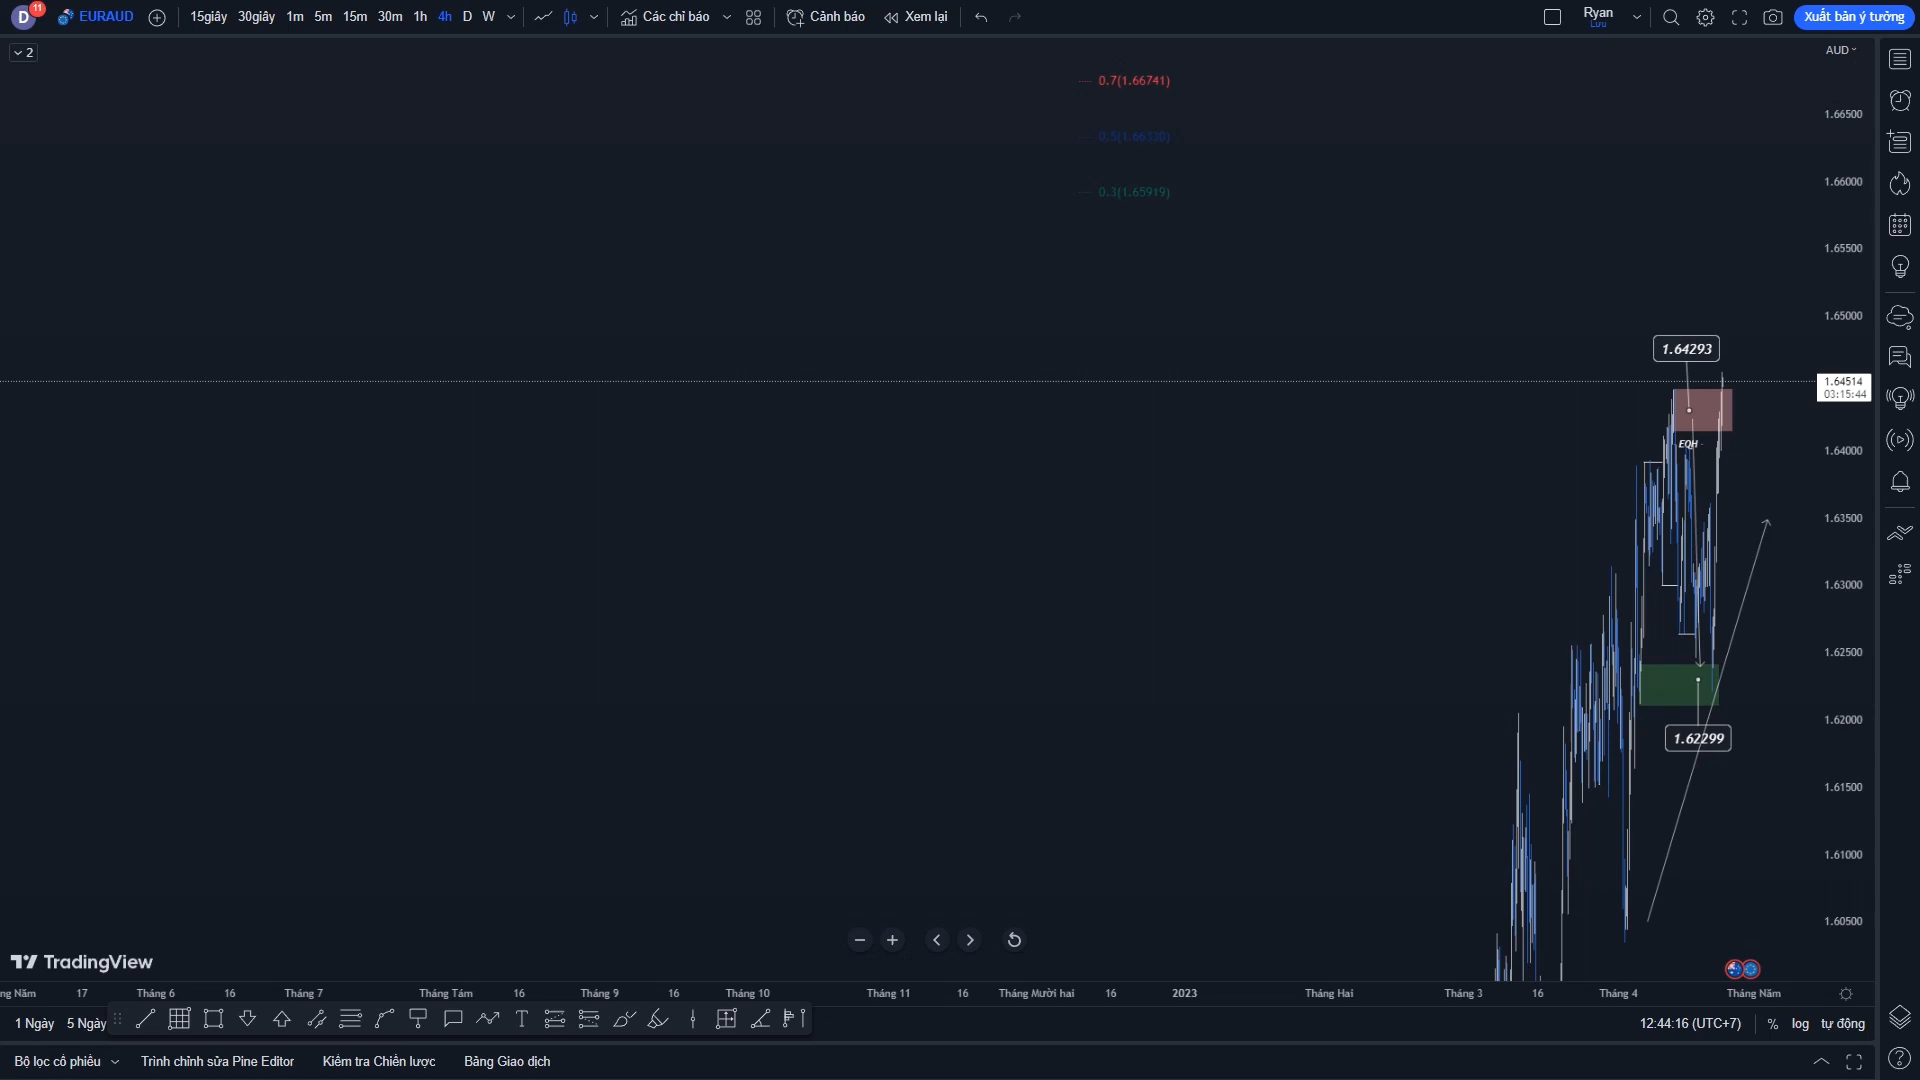 D 11 EURAUD 15giây 30giây 1m 5m 15m 30m 1h 4h D W Các chỉ báo Cảnh báo Xem lại Ryan Lưu Xuất bản ý tưởng
2
AUD
0.7(1.66741)
1.66500
0.5(1.66330)
1.66000
0.3(1.65919)
1.65500
1.65000
1.64293
1.64514
03:15:44
EQH
1.64000
1.63500
1.63000
1.62500
1.62000
1.62299
1.61500
1.61000
1.60500
TradingView
ng Năm 17 Tháng 6 16 Tháng 7 Tháng Tám 16 Tháng 9 16 Tháng 10 Tháng 11 16 Tháng Mười hai 16 2023 Tháng Hai Tháng 3 16 Tháng 4 Tháng Năm
1 Ngày 5 Ngày 12:44:16 (UTC+7) % log tự động
Bộ lọc cổ phiếu Trình chỉnh sửa Pine Editor Kiểm tra Chiến lược Bảng Giao dịch